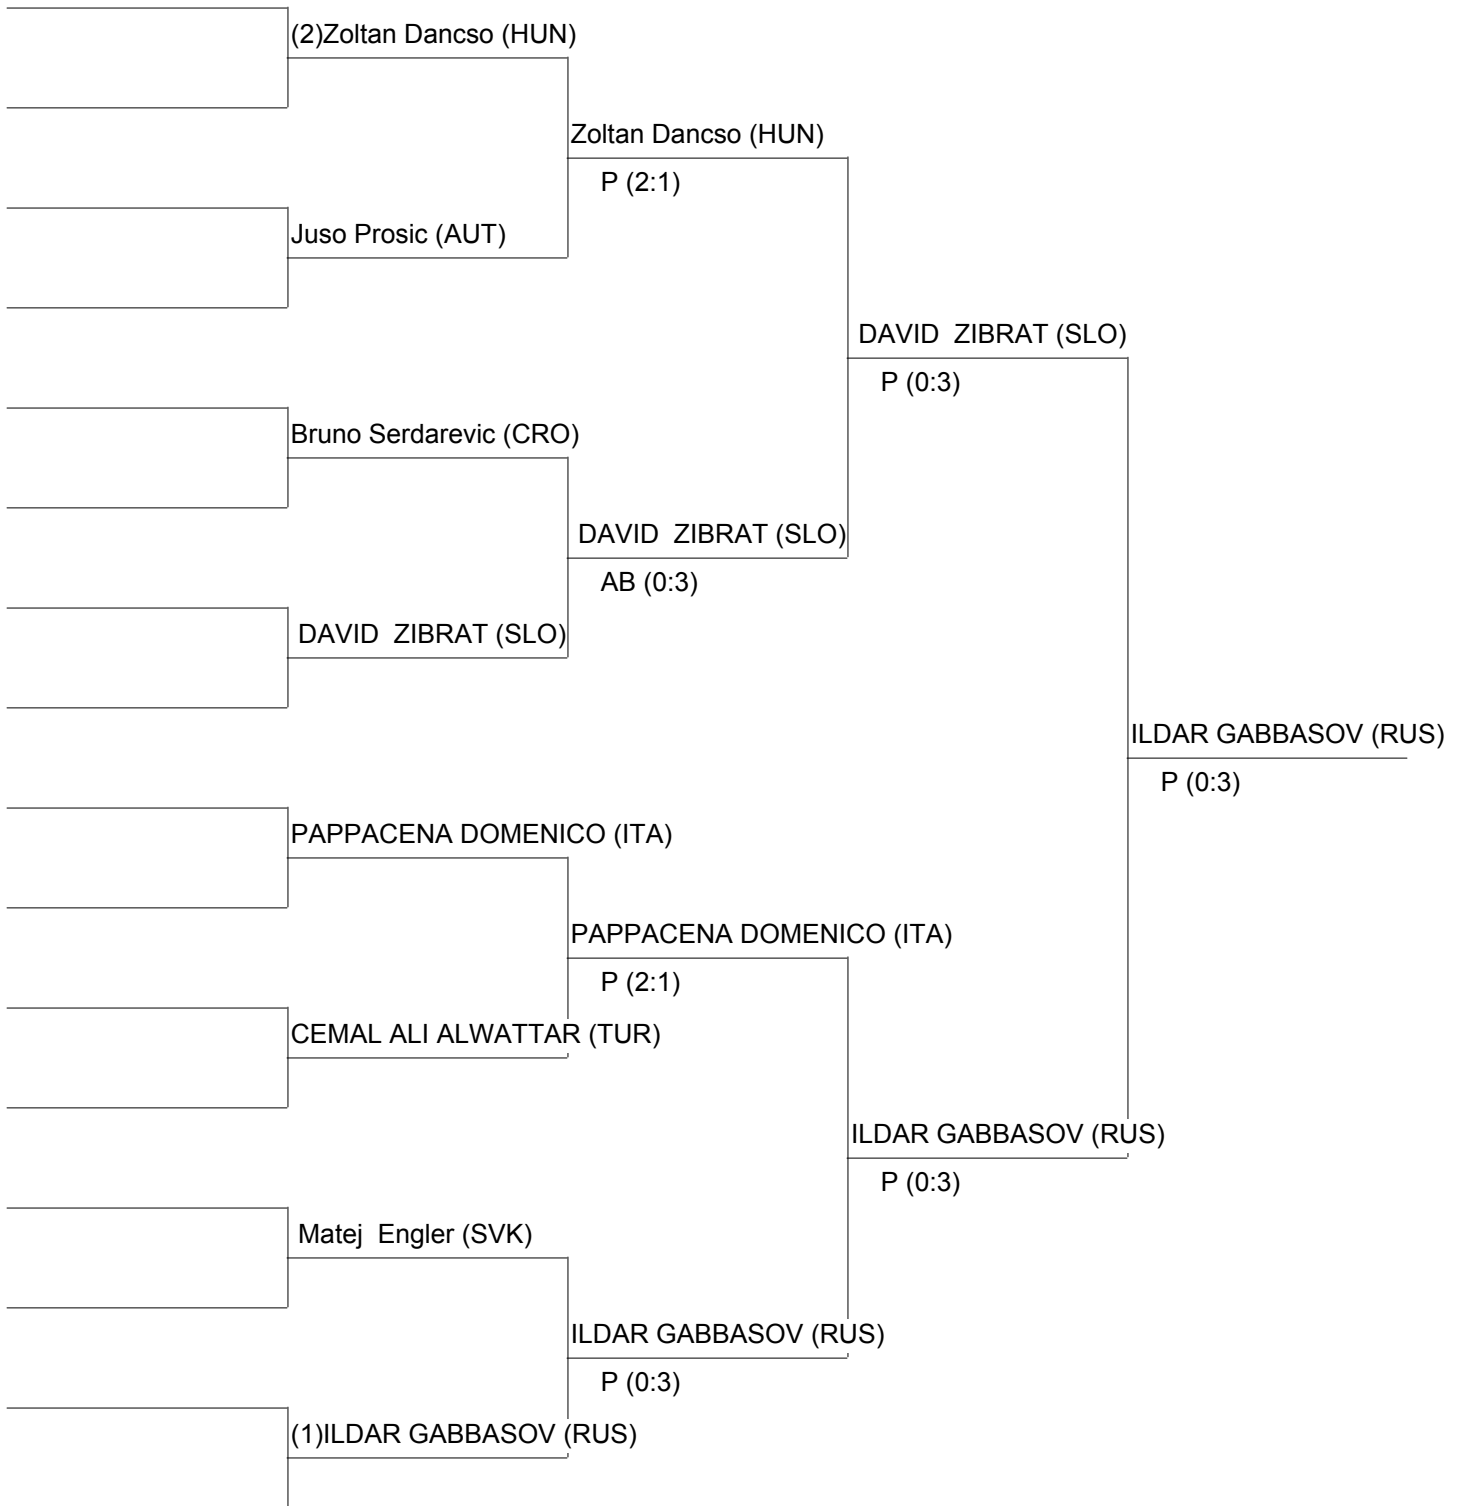 (2)Zoltan Dancso (HUN)
Zoltan Dancso (HUN)
P (2:1)
Juso Prosic (AUT)
DAVID  ZIBRAT (SLO)
P (0:3)
Bruno Serdarevic (CRO)
DAVID  ZIBRAT (SLO)
AB (0:3)
DAVID  ZIBRAT (SLO)
ILDAR GABBASOV (RUS)
P (0:3)
PAPPACENA DOMENICO (ITA)
PAPPACENA DOMENICO (ITA)
P (2:1)
CEMAL ALI ALWATTAR (TUR)
ILDAR GABBASOV (RUS)
P (0:3)
Matej  Engler (SVK)
ILDAR GABBASOV (RUS)
P (0:3)
(1)ILDAR GABBASOV (RUS)